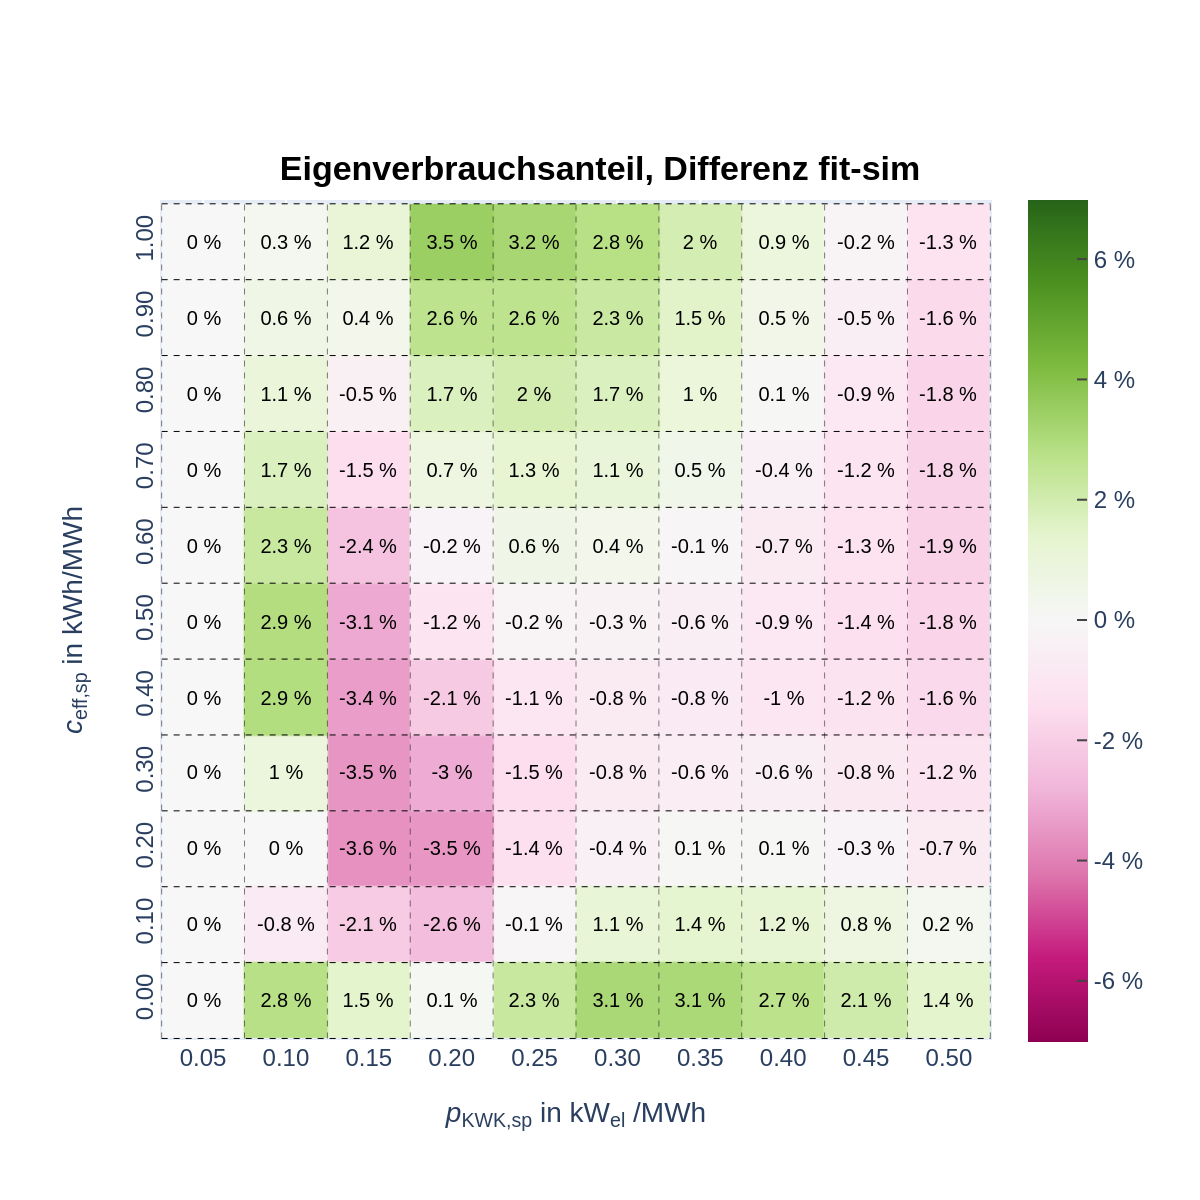 Eigenverbrauchsanteil, Differenz fit-sim
1.00 0 % 0.3 % 1.2 % 3.5 % 3.2 % 2.8 % 2 % 0.9 % -0.2 % -1.3 %
0.90 0 % 0.6 % 0.4 % 2.6 % 2.6 % 2.3 % 1.5 % 0.5 % -0.5 % -1.6 %
0.80 0 % 1.1 % -0.5 % 1.7 % 2 % 1.7 % 1 % 0.1 % -0.9 % -1.8 %
0.70 0 % 1.7 % -1.5 % 0.7 % 1.3 % 1.1 % 0.5 % -0.4 % -1.2 % -1.8 %
0.60 0 % 2.3 % -2.4 % -0.2 % 0.6 % 0.4 % -0.1 % -0.7 % -1.3 % -1.9 %
0.50 0 % 2.9 % -3.1 % -1.2 % -0.2 % -0.3 % -0.6 % -0.9 % -1.4 % -1.8 %
0.40 0 % 2.9 % -3.4 % -2.1 % -1.1 % -0.8 % -0.8 % -1 % -1.2 % -1.6 %
0.30 0 % 1 % -3.5 % -3 % -1.5 % -0.8 % -0.6 % -0.6 % -0.8 % -1.2 %
0.20 0 % 0 % -3.6 % -3.5 % -1.4 % -0.4 % 0.1 % 0.1 % -0.3 % -0.7 %
0.10 0 % -0.8 % -2.1 % -2.6 % -0.1 % 1.1 % 1.4 % 1.2 % 0.8 % 0.2 %
0.00 0 % 2.8 % 1.5 % 0.1 % 2.3 % 3.1 % 3.1 % 2.7 % 2.1 % 1.4 %
0.05 0.10 0.15 0.20 0.25 0.30 0.35 0.40 0.45 0.50
pKWK,sp in kWel /MWh
ceff,sp in kWh/MWh
6 %
4 %
2 %
0 %
-2 %
-4 %
-6 %